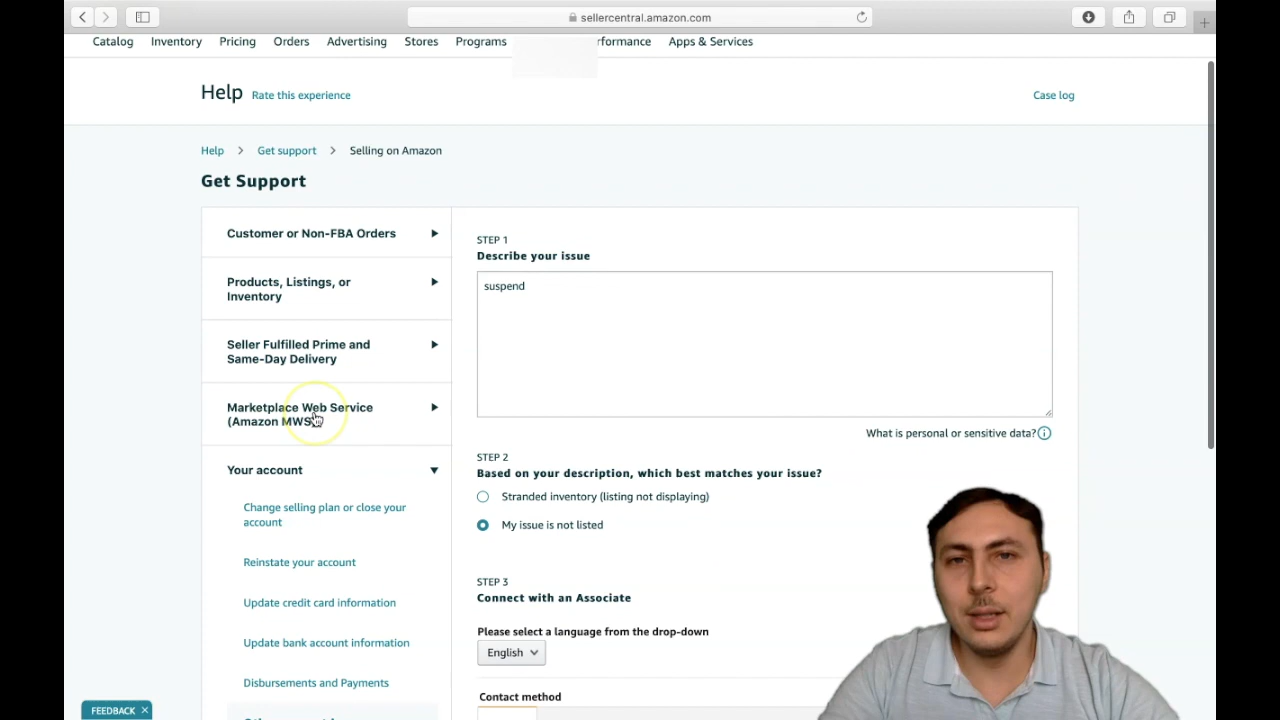 sellercentral.amazon.com
Catalog Inventory Pricing Orders Advertising Stores Programs rformance Apps & Services
Help Rate this experience Case log
Help Get support Selling on Amazon
Get Support
Customer or Non-FBA Orders
Products, Listings, or
Inventory
Seller Fulfilled Prime and
Same-Day Delivery
Marketplace Web Service
(Amazon MWS)
Your account
Change selling plan or close your
account
Reinstate your account
Update credit card information
Update bank account information
Disbursements and Payments
STEP 1
Describe your issue
suspend
What is personal or sensitive data?
STEP 2
Based on your description, which best matches your issue?
Stranded inventory (listing not displaying)
My issue is not listed
STEP 3
Connect with an Associate
Please select a language from the drop-down
English
Contact method
FEEDBACK